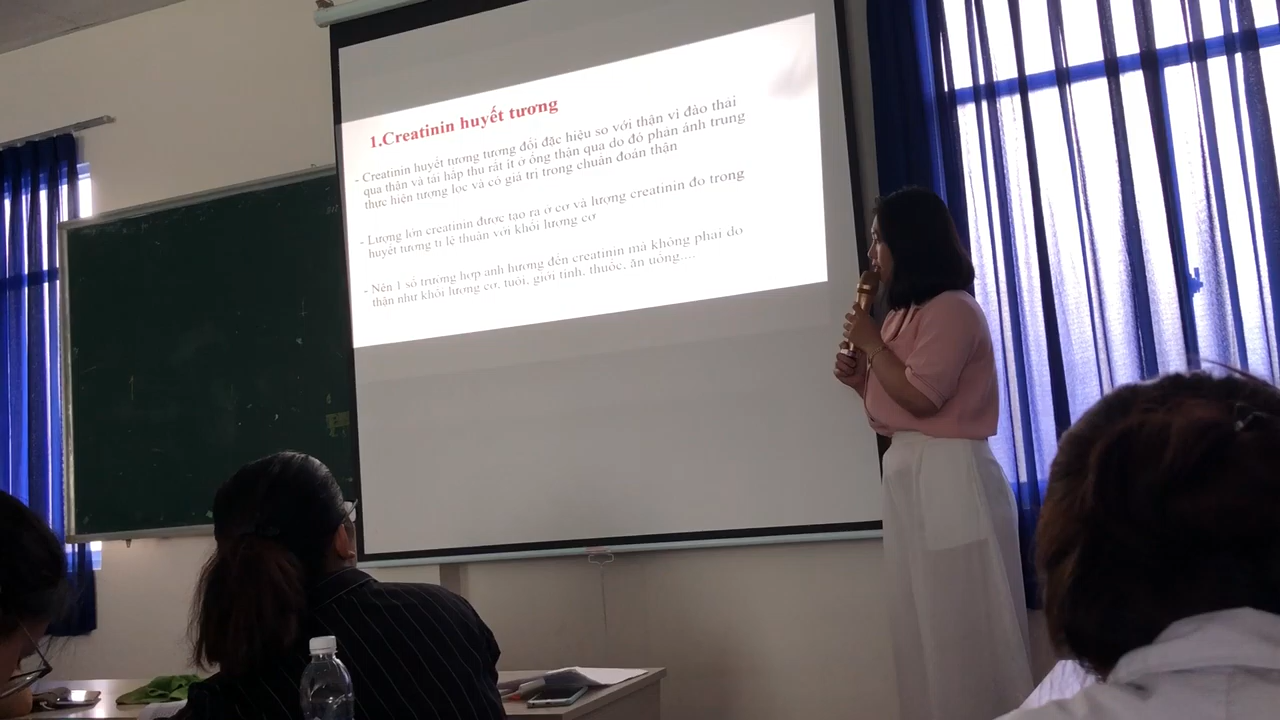 1.Creatinin huyết tương
- Creatinin huyết tương tương đối đặc hiệu so với thận vì đào thải
qua thận và tái hấp thu rất ít ở ống thận qua do đó phản ánh trung
thực hiện tượng lọc và có giá trị trong chuẩn đoán thận
- Lượng lớn creatinin được tạo ra ở cơ và lượng creatinin đo trong
huyết tương tỉ lệ thuận với khối lượng cơ
- Nên 1 số trường hợp ảnh hưởng đến creatinin mà không phải do
thận như khối lượng cơ, tuổi, giới tính, thuốc, ăn uống....